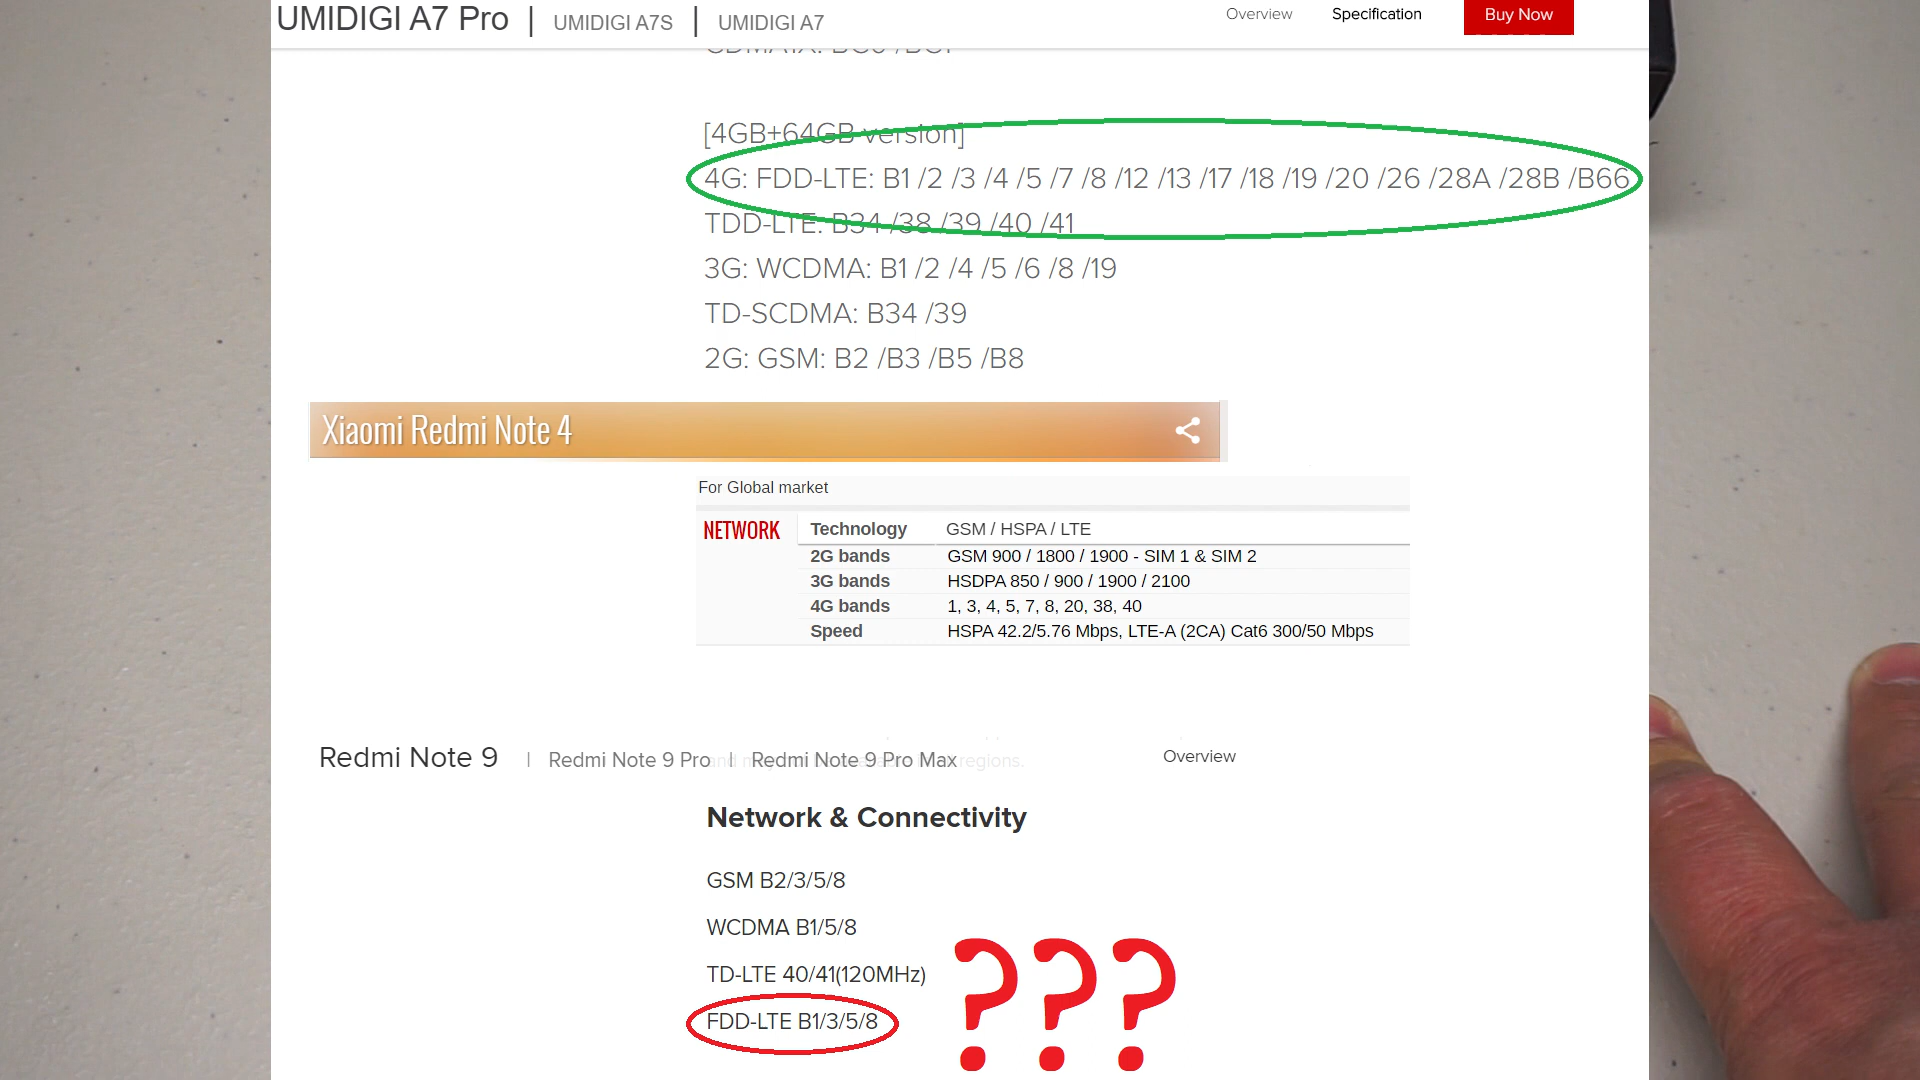 UMIDIGI A7 Pro | UMIDIGI A7S | UMIDIGI A7 Overview Specification Buy Now
[4GB+64GB version]
4G: FDD-LTE: B1 /2 /3 /4 /5 /7 /8 /12 /13 /17 /18 /19 /20 /26 /28A /28B /B66
TDD-LTE: B34 /38 /39 /40 /41
3G: WCDMA: B1 /2 /4 /5 /6 /8 /19
TD-SCDMA: B34 /39
2G: GSM: B2 /B3 /B5 /B8
Xiaomi Redmi Note 4
For Global market
NETWORK Technology GSM / HSPA / LTE
2G bands GSM 900 / 1800 / 1900 - SIM 1 & SIM 2
3G bands HSDPA 850 / 900 / 1900 / 2100
4G bands 1, 3, 4, 5, 7, 8, 20, 38, 40
Speed HSPA 42.2/5.76 Mbps, LTE-A (2CA) Cat6 300/50 Mbps
Redmi Note 9 | Redmi Note 9 Pro | Redmi Note 9 Pro Max regions. Overview
Network & Connectivity
GSM B2/3/5/8
WCDMA B1/5/8
TD-LTE 40/41(120MHz)
FDD-LTE B1/3/5/8
???